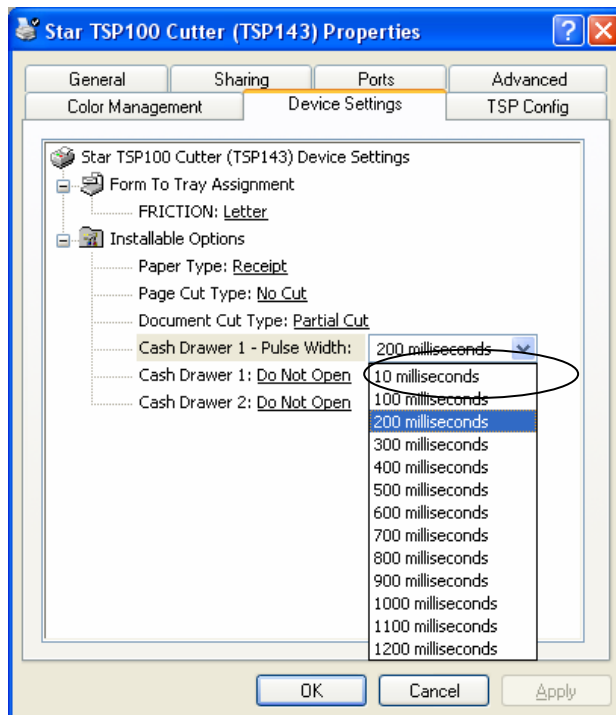 Star TSP100 Cutter (TSP143) Properties
General Sharing Ports Advanced
Color Management Device Settings TSP Config
Star TSP100 Cutter (TSP143) Device Settings
Form To Tray Assignment
FRICTION: Letter
Installable Options
Paper Type: Receipt
Page Cut Type: No Cut
Document Cut Type: Partial Cut
Cash Drawer 1 - Pulse Width: 200 milliseconds
Cash Drawer 1: Do Not Open
Cash Drawer 2: Do Not Open
10 milliseconds
100 milliseconds
200 milliseconds
300 milliseconds
400 milliseconds
500 milliseconds
600 milliseconds
700 milliseconds
800 milliseconds
900 milliseconds
1000 milliseconds
1100 milliseconds
1200 milliseconds
OK Cancel Apply